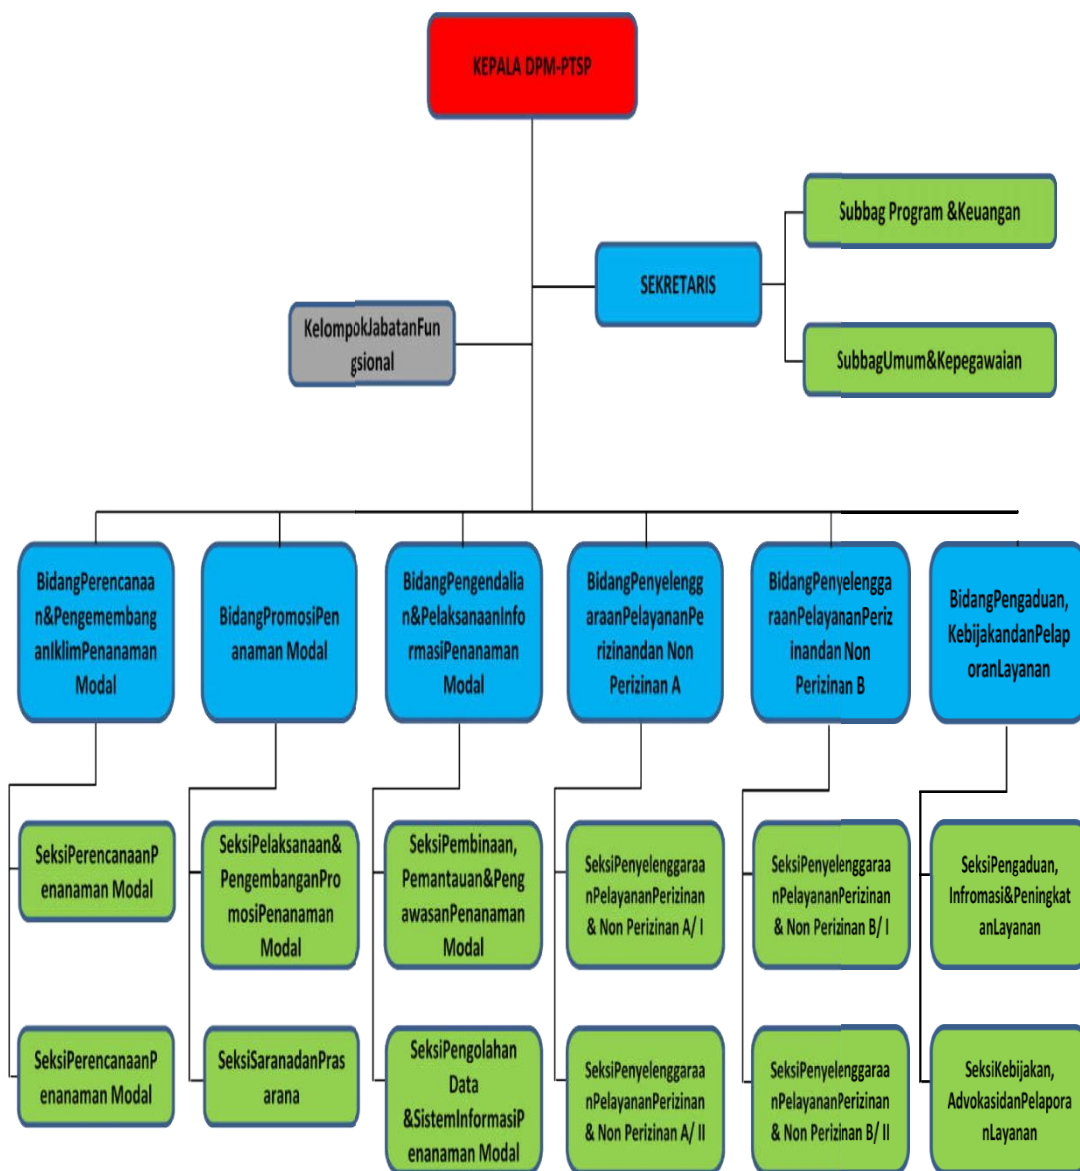 KEPALA DPM-PTSP
Subbag Program &Keuangan
SEKRETARIS
KelompokJabatanFun
gsional
SubbagUmum&Kepegawaian
BidangPerencanaa
n&Pengemembang
anIklimPenanaman
Modal
BidangPromosiPen
anaman Modal
BidangPengendalia
n&PelaksanaanInfo
rmasiPenanaman
Modal
BidangPenyelengg
araanPelayananPe
rizinandan Non
Perizinan A
BidangPenyelengga
raanPelayananPeriz
inandan Non
Perizinan B
BidangPengaduan,
KebijakandanPelap
oranLayanan
SeksiPerencanaanP
enanaman Modal
SeksiPelaksanaan&
PengembanganPro
mosiPenanaman
Modal
SeksiPembinaan,
Pemantauan&Peng
awasanPenanaman
Modal
SeksiPenyelenggaraa
nPelayananPerizinan
& Non Perizinan A/ I
SeksiPenyelenggaraa
nPelayananPerizinan
& Non Perizinan B/ I
SeksiPengaduan,
Infromasi&Peningkat
anLayanan
SeksiPerencanaanP
enanaman Modal
SeksiSaranadanPras
arana
SeksiPengolahan
Data
&SistemInformasiP
enanaman Modal
SeksiPenyelenggaraa
nPelayananPerizinan
& Non Perizinan A/ II
SeksiPenyelenggaraa
nPelayananPerizinan
& Non Perizinan B/ II
SeksiKebijakan,
AdvokasidanPelapora
nLayanan